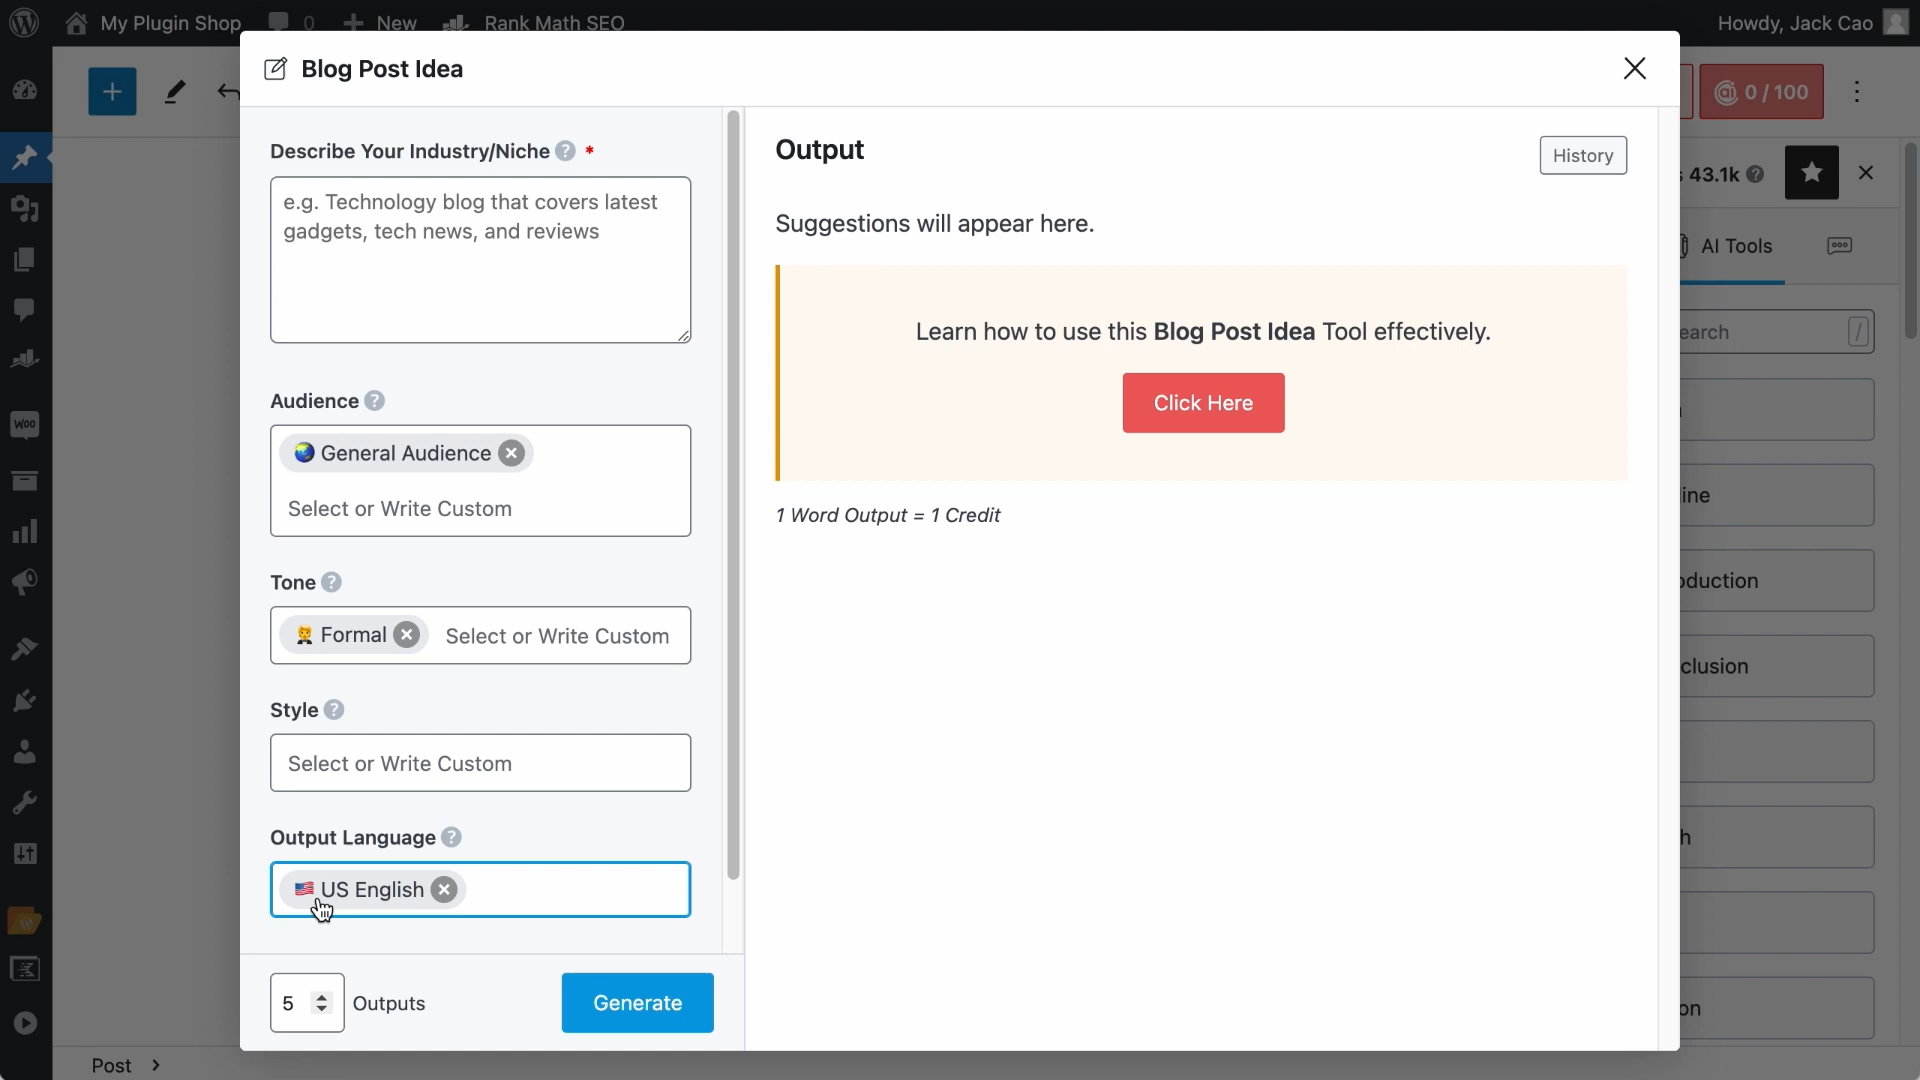 My Plugin Shop 0 New Rank Math SEO
Howdy, Jack Cao
Blog Post Idea
0 / 100
Describe Your Industry/Niche ? *
e.g. Technology blog that covers latest
gadgets, tech news, and reviews
Audience ?
General Audience
Select or Write Custom
Tone ?
Formal Select or Write Custom
Style ?
Select or Write Custom
Output Language ?
US English
5 Outputs
Generate
Output
History
Suggestions will appear here.
Learn how to use this Blog Post Idea Tool effectively.
Click Here
1 Word Output = 1 Credit
43.1k ?
AI Tools
earch /
ine
duction
clusion
h
on
Woo
Post